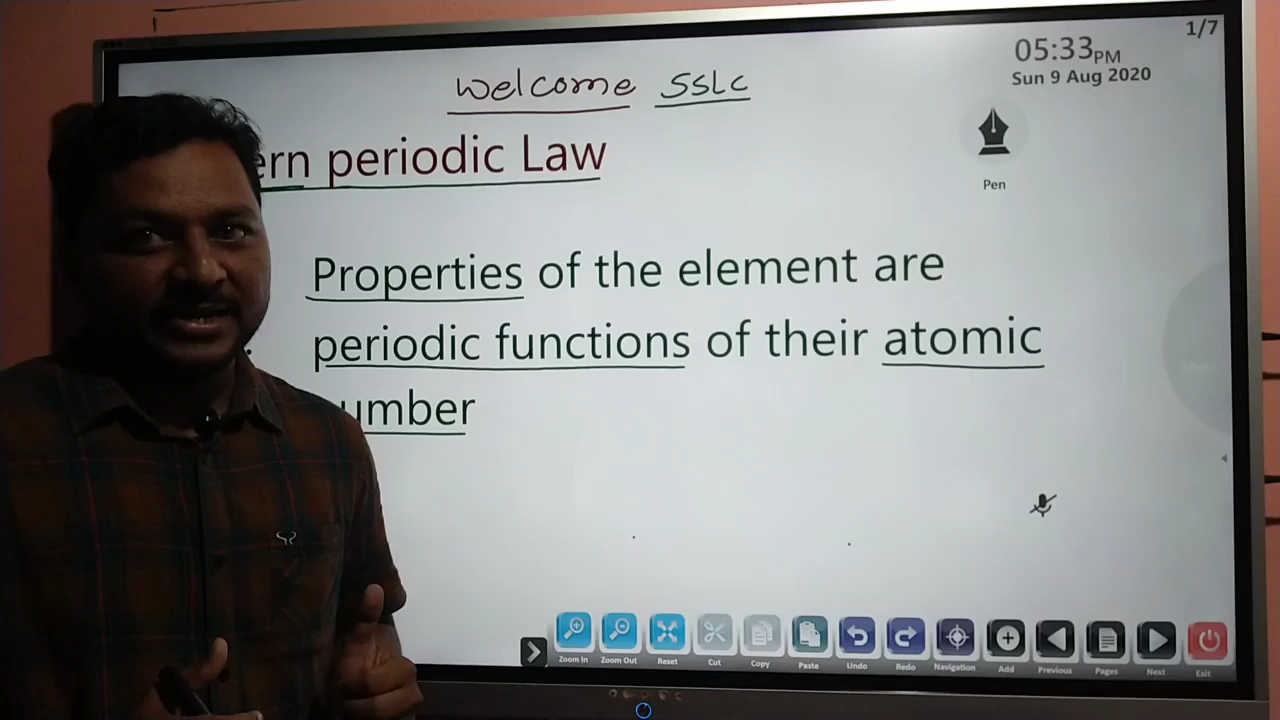 1/7
05:33PM
Sun 9 Aug 2020
Welcome SSLC
ern periodic Law
Pen
Properties of the element are
periodic functions of their atomic
umber
Zoom In Zoom Out Reset Cut Copy Paste Undo Redo Navigation Add Previous Pages Next Exit